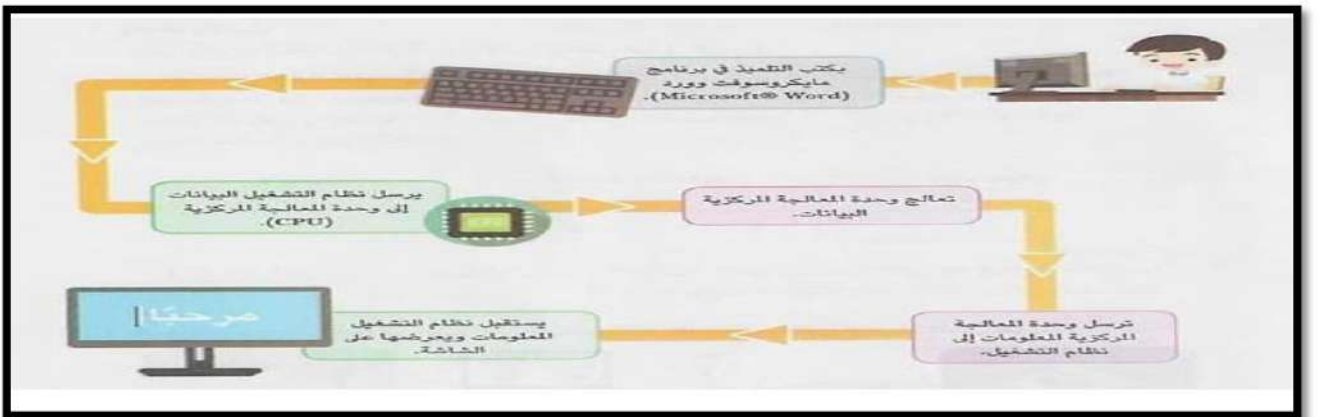 يكتب التلميذ في برنامج
مايكروسوفت وورد
(Microsoft® Word).
يرسل نظام التشغيل البيانات
إلى وحدة المعالجة المركزية
(CPU).
تعالج وحدة المعالجة المركزية
البيانات.
ترسل وحدة المعالجة
المركزية المعلومات إلى
نظام التشغيل.
يستقبل نظام التشغيل
المعلومات ويعرضها على
الشاشة.
مرحبًا